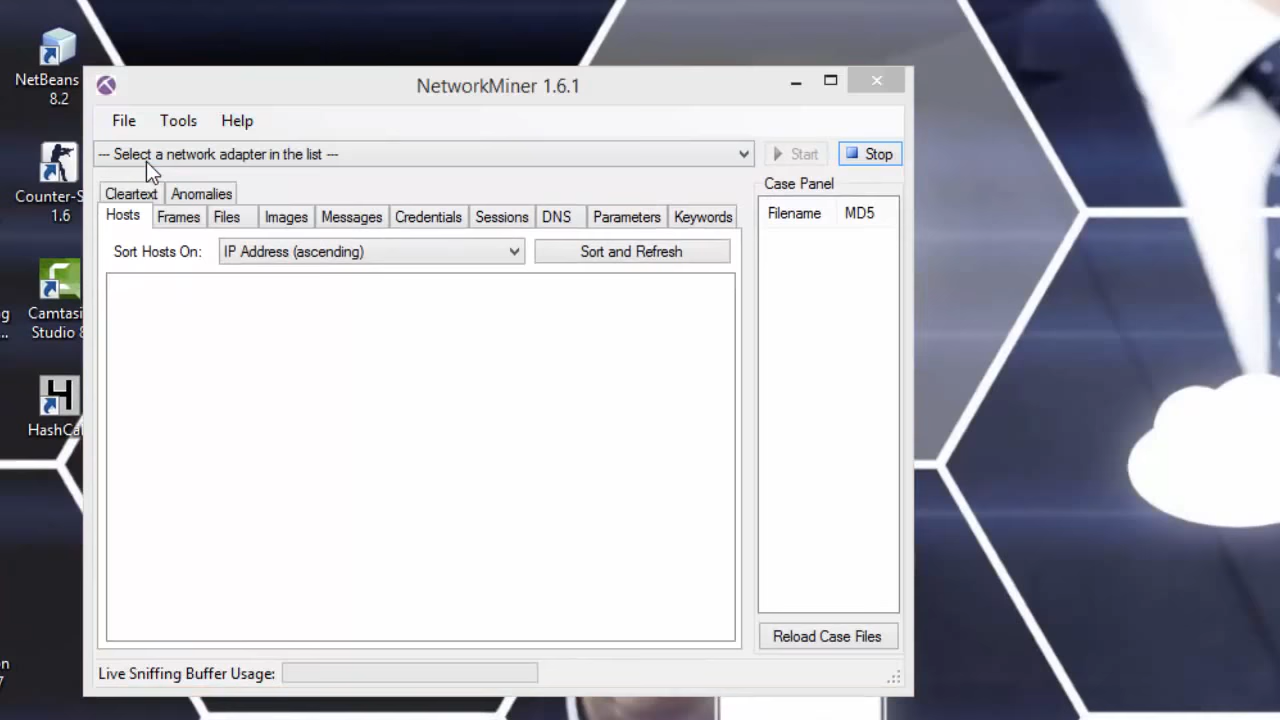 NetBeans
8.2
Counter-S
1.6
g
...
Camtasi
Studio 8
HashCa
n
7
NetworkMiner 1.6.1
File Tools Help
--- Select a network adapter in the list ---
Start
Stop
Cleartext Anomalies
Hosts Frames Files Images Messages Credentials Sessions DNS Parameters Keywords
Sort Hosts On: IP Address (ascending) Sort and Refresh
Case Panel
Filename MD5
Reload Case Files
Live Sniffing Buffer Usage: